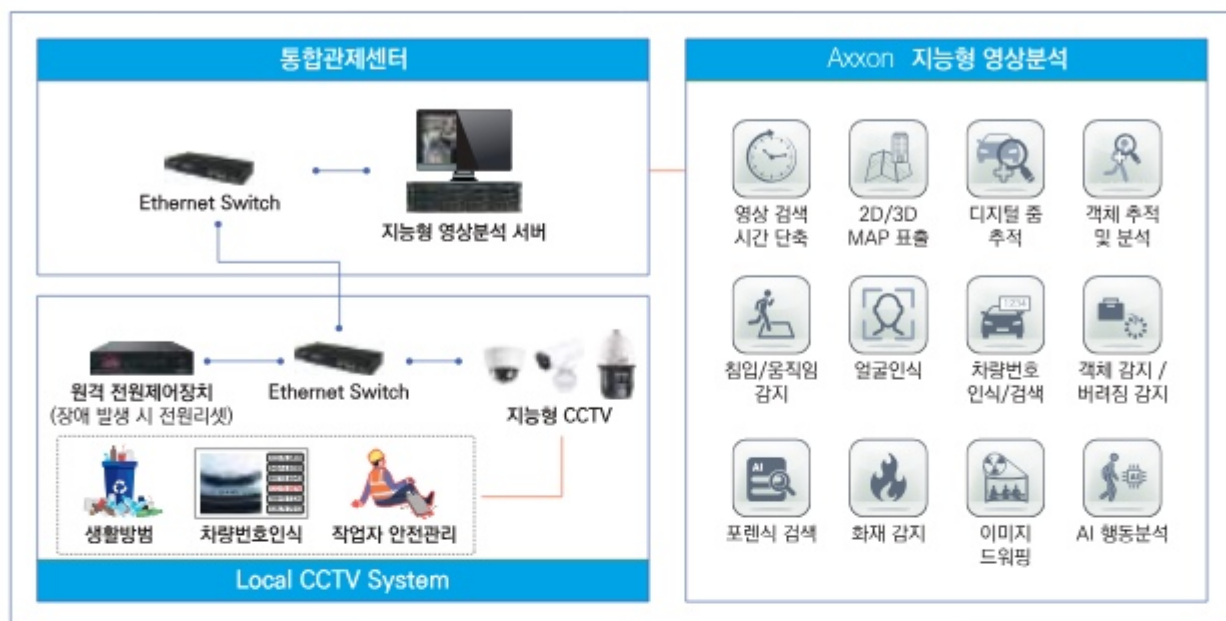 통합관제센터
Ethernet Switch
지능형 영상분석 서버
원격 전원제어장치
(장애 발생 시 전원리셋)
Ethernet Switch
지능형 CCTV
생활방범
차량번호인식
작업자 안전관리
Local CCTV System
Axxon 지능형 영상분석
영상 검색
시간 단축
2D/3D
MAP 표출
디지털 줌
추적
객체 추적
및 분석
침입/움직임
감지
얼굴인식
1234
차량번호
인식/검색
객체 감지 /
버려짐 감지
AI
포렌식 검색
화재 감지
이미지
드워핑
AI
AI 행동분석